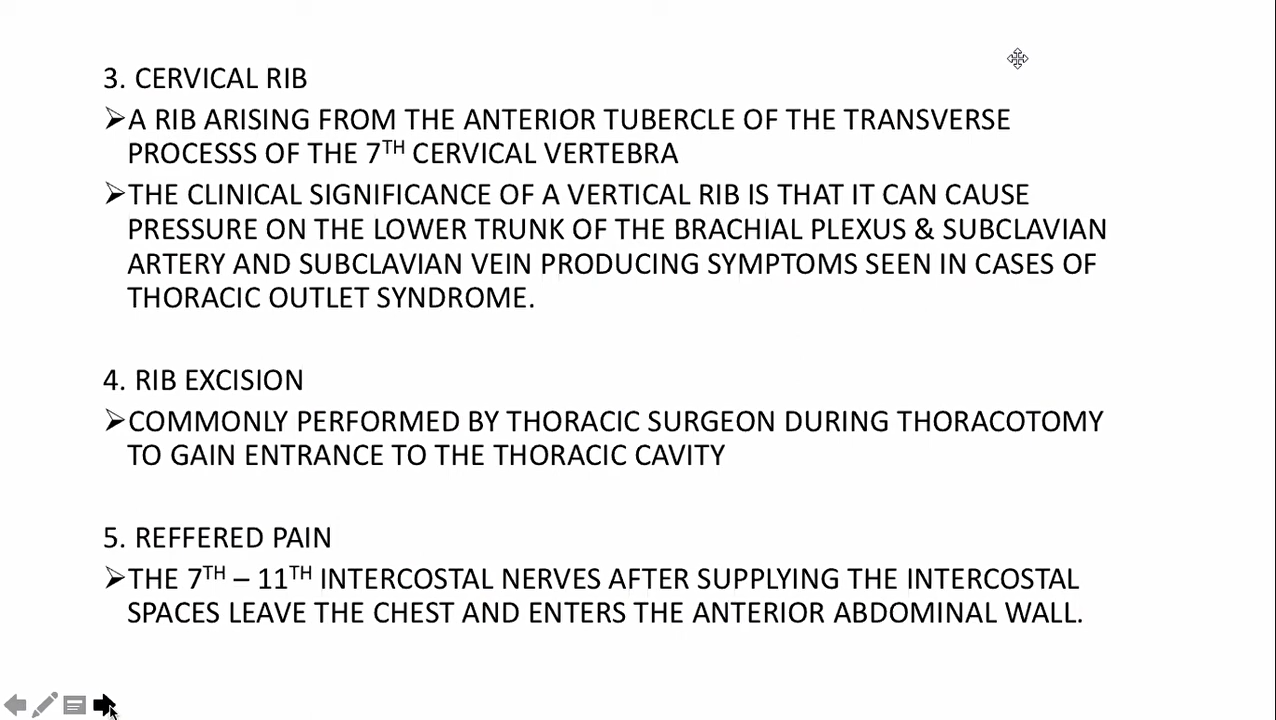 3. CERVICAL RIB
➢A RIB ARISING FROM THE ANTERIOR TUBERCLE OF THE TRANSVERSE
PROCESSS OF THE 7TH CERVICAL VERTEBRA
➢THE CLINICAL SIGNIFICANCE OF A VERTICAL RIB IS THAT IT CAN CAUSE
PRESSURE ON THE LOWER TRUNK OF THE BRACHIAL PLEXUS & SUBCLAVIAN
ARTERY AND SUBCLAVIAN VEIN PRODUCING SYMPTOMS SEEN IN CASES OF
THORACIC OUTLET SYNDROME.
4. RIB EXCISION
➢COMMONLY PERFORMED BY THORACIC SURGEON DURING THORACOTOMY
TO GAIN ENTRANCE TO THE THORACIC CAVITY
5. REFFERED PAIN
➢THE 7TH – 11TH INTERCOSTAL NERVES AFTER SUPPLYING THE INTERCOSTAL
SPACES LEAVE THE CHEST AND ENTERS THE ANTERIOR ABDOMINAL WALL.